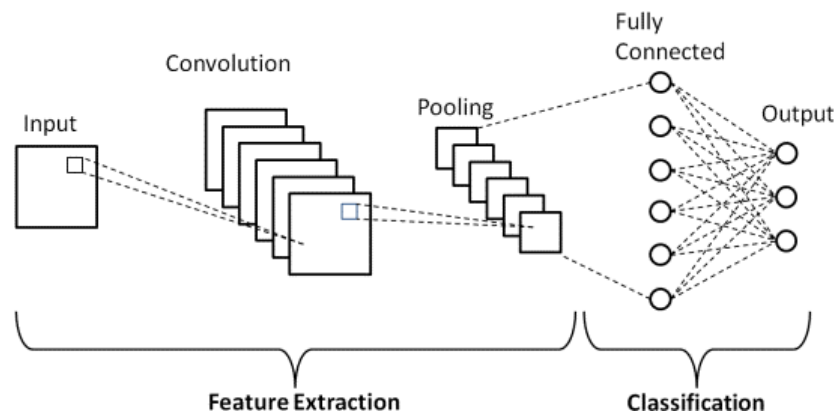 Input
Convolution
Pooling
Fully
Connected
Output
Feature Extraction
Classification